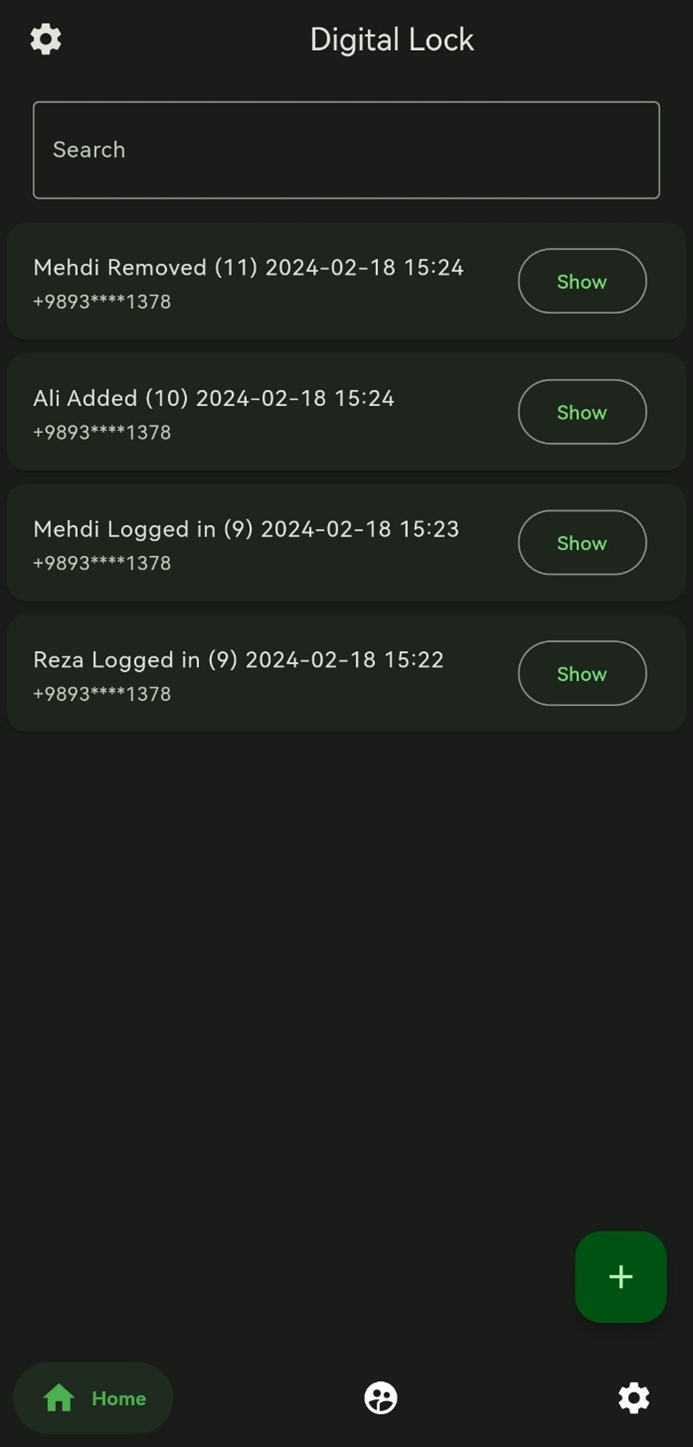 Digital Lock
Search
Mehdi Removed (11) 2024-02-18 15:24
+9893****1378
Show
Ali Added (10) 2024-02-18 15:24
+9893****1378
Show
Mehdi Logged in (9) 2024-02-18 15:23
+9893****1378
Show
Reza Logged in (9) 2024-02-18 15:22
+9893****1378
Show
+
Home